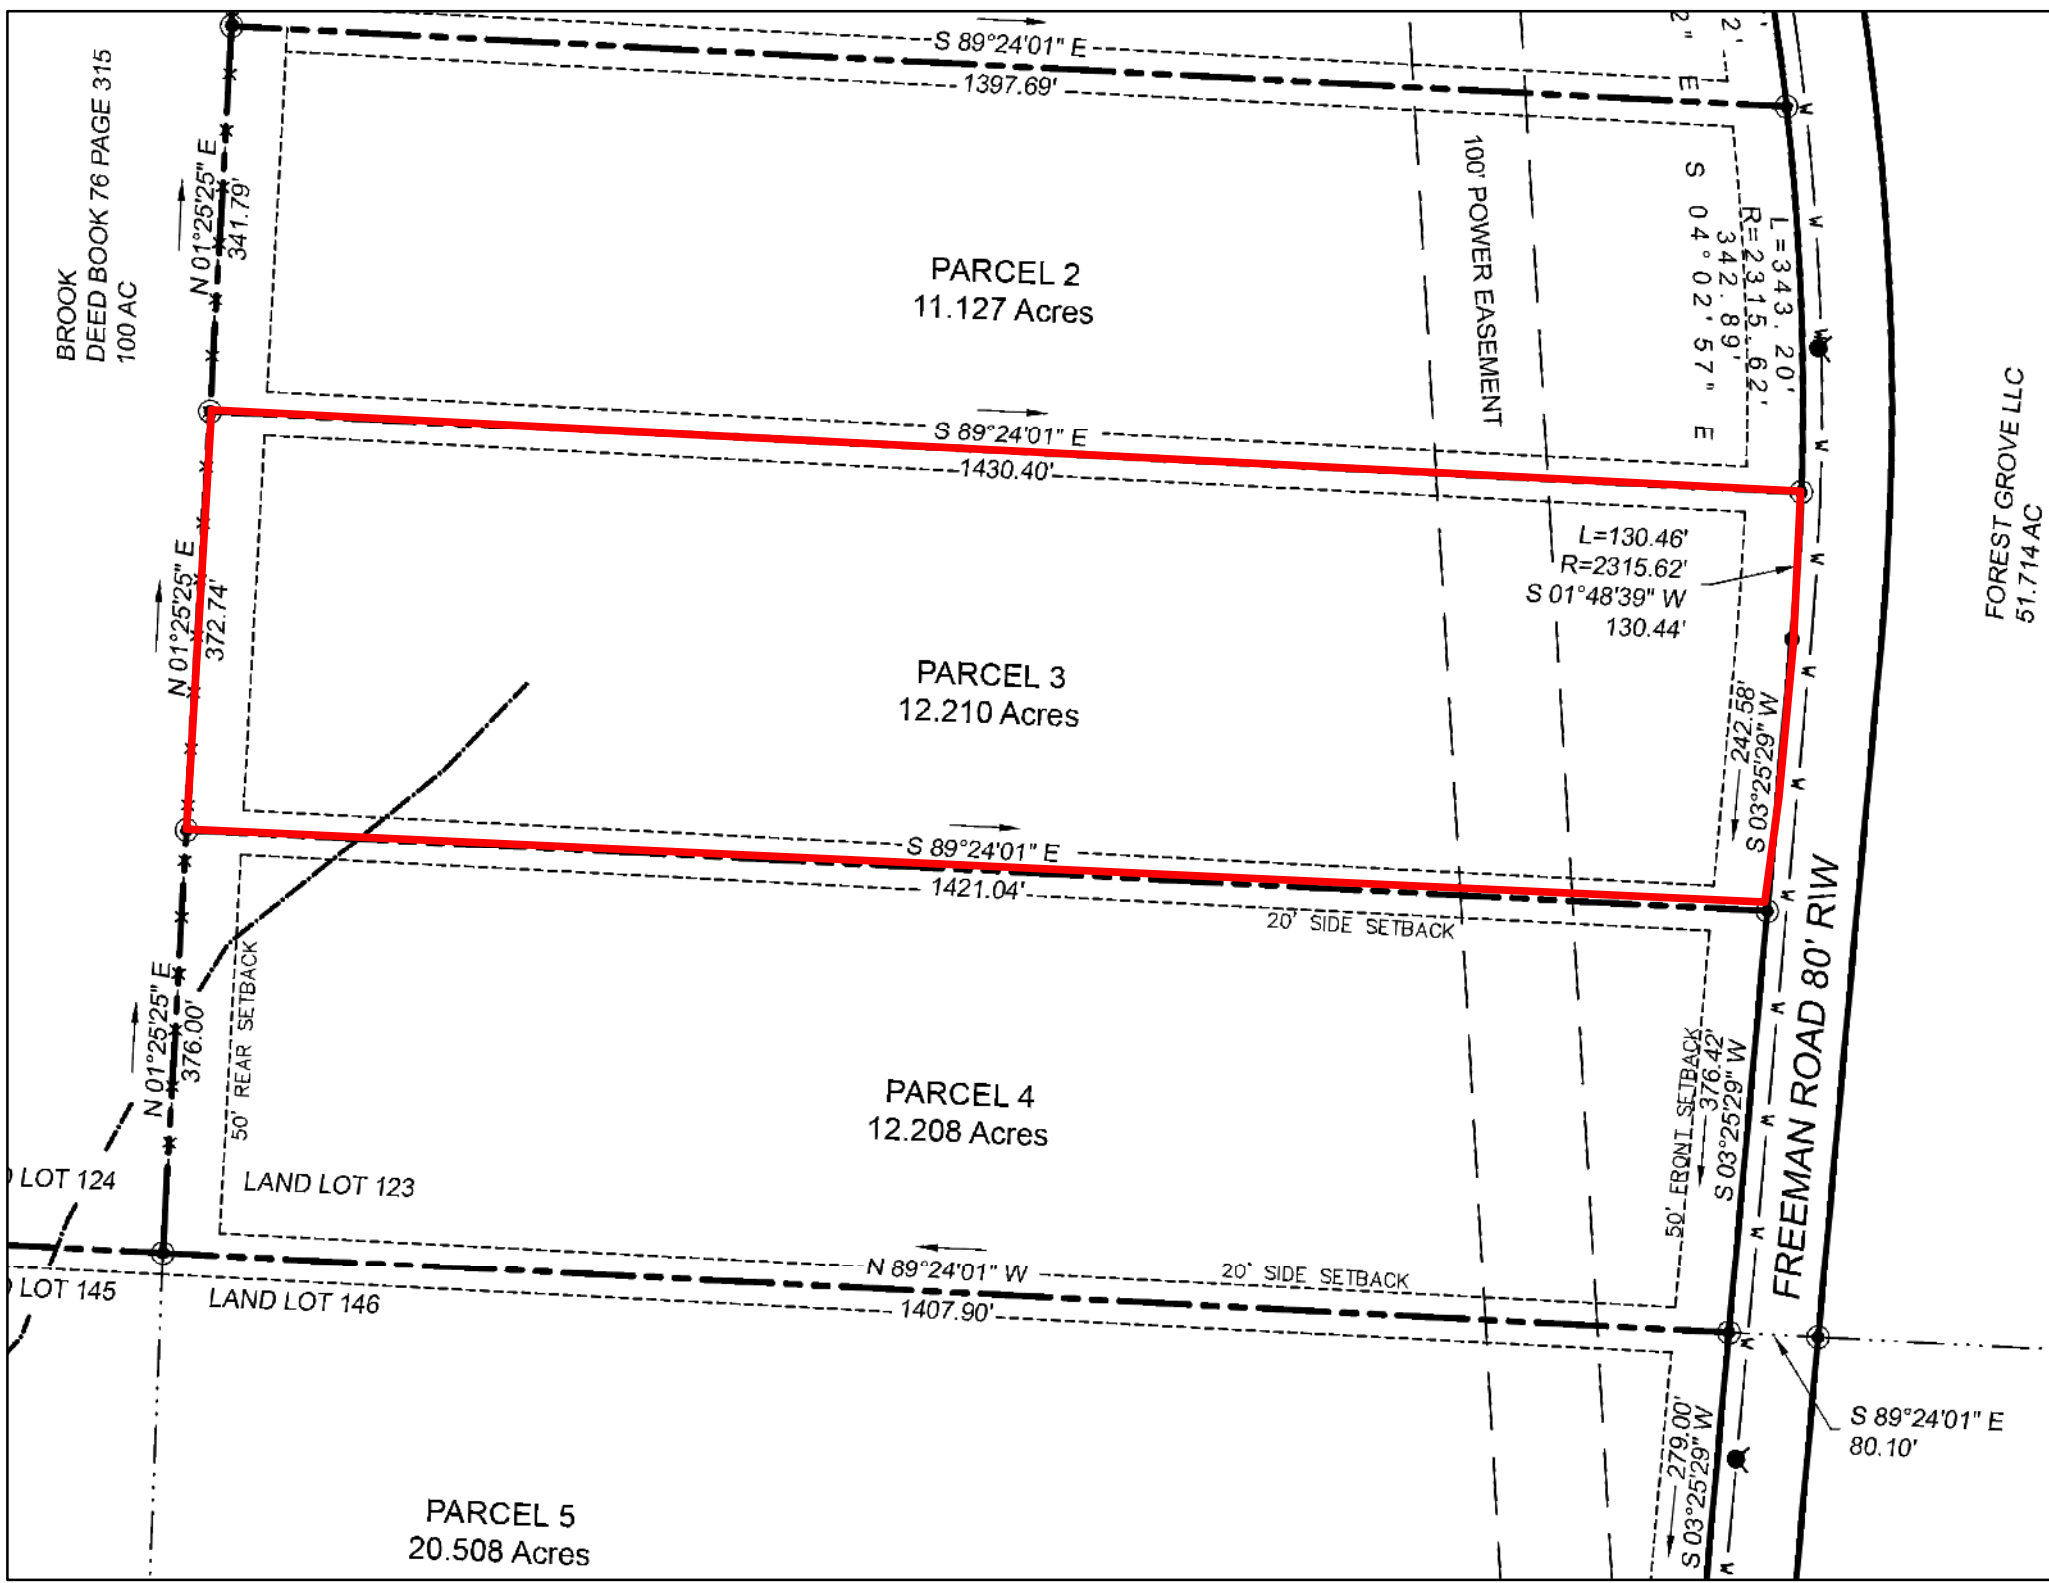 S 89°24'01" E
1397.69'
2" E
2'
BROOK
DEED BOOK 76 PAGE 315
100 AC
N 01°25'25" E
341.79'
PARCEL 2
11.127 Acres
100' POWER EASEMENT
L=343.20'
R=2315.62'
342.89'
S 04°02'57" E
FOREST GROVE LLC
51.714 AC
S 89°24'01" E
1430.40'
N 01°25'25" E
372.74'
L=130.46'
R=2315.62'
S 01°48'39" W
130.44'
PARCEL 3
12.210 Acres
242.58'
S 03°25'29" W
S 89°24'01" E
1421.04'
20' SIDE SETBACK
N 01°25'25" E
376.00'
50' REAR SETBACK
PARCEL 4
12.208 Acres
50' FRONT SETBACK
376.42'
S 03°25'29" W
FREEMAN ROAD 80' R\W
LOT 124
LAND LOT 123
N 89°24'01" W
1407.90'
20' SIDE SETBACK
LOT 145
LAND LOT 146
S 89°24'01" E
80.10'
279.00'
S 03°25'29" W
PARCEL 5
20.508 Acres
W W W W W W W W W W W W W W W W